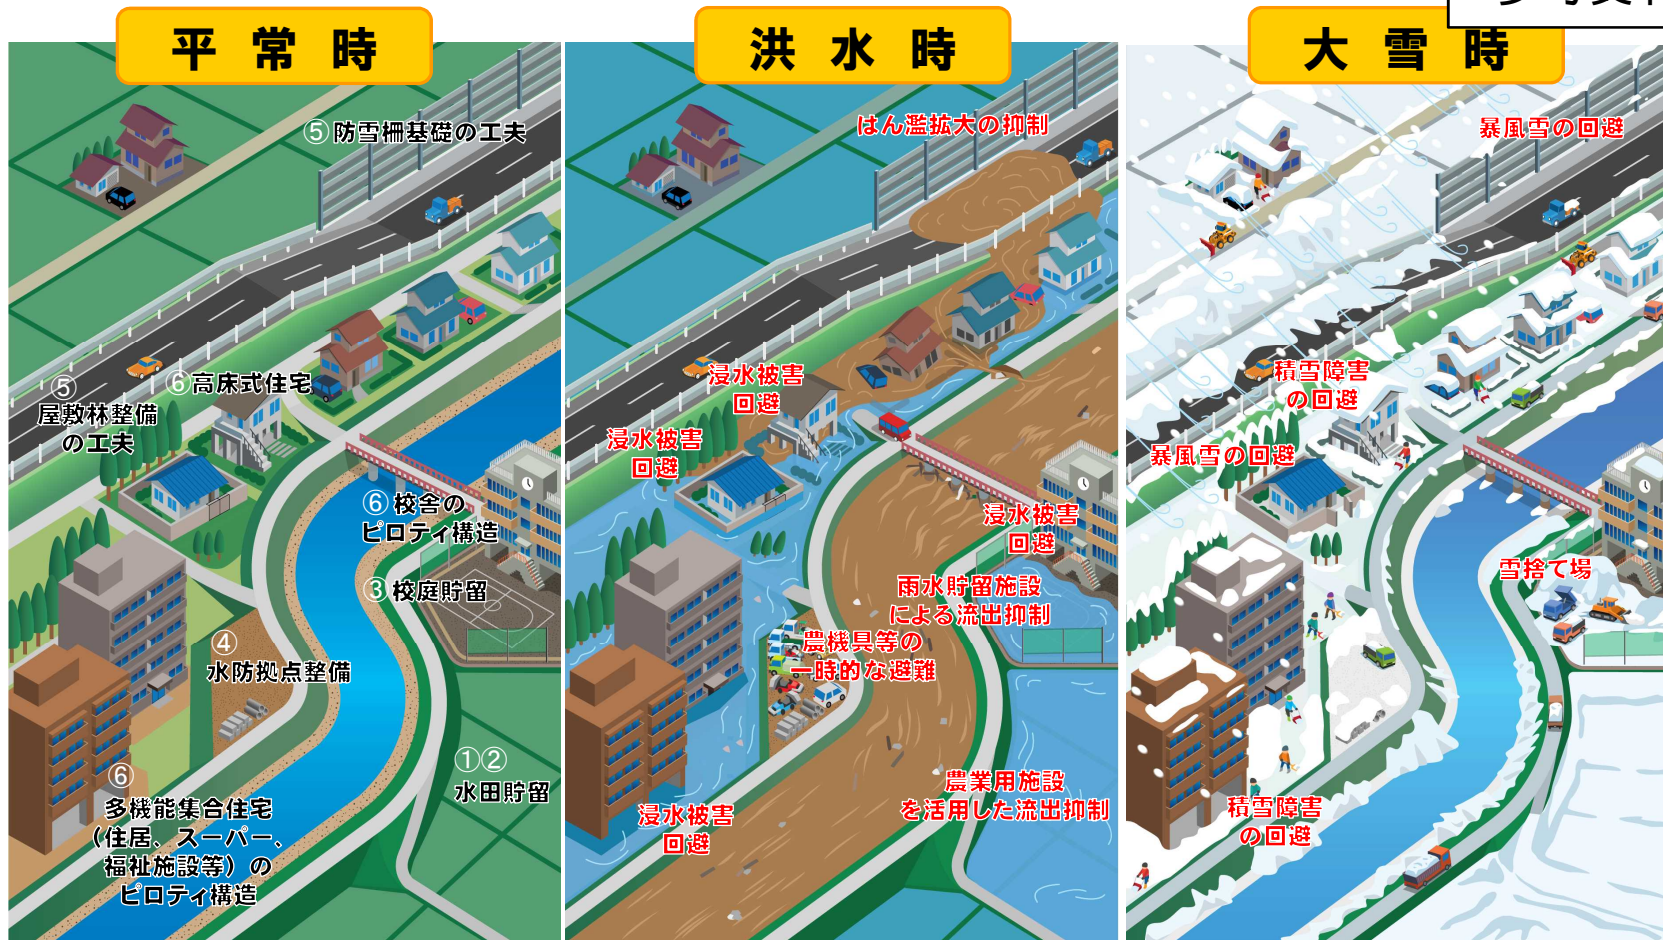 平常時
⑤防雪柵基礎の工夫
⑤
屋敷林整備
の工夫
⑥高床式住宅
⑥校舎の
ピロティ構造
③校庭貯留
④
水防拠点整備
①②
水田貯留
⑥
多機能集合住宅
（住居、スーパー、
福祉施設等）の
ピロティ構造
洪水時
はん濫拡大の抑制
浸水被害
回避
浸水被害
回避
浸水被害
回避
雨水貯留施設
による流出抑制
農機具等の
一時的な避難
農業用施設
を活用した流出抑制
浸水被害
回避
大雪時
暴風雪の回避
積雪障害
の回避
暴風雪の回避
雪捨て場
積雪障害
の回避